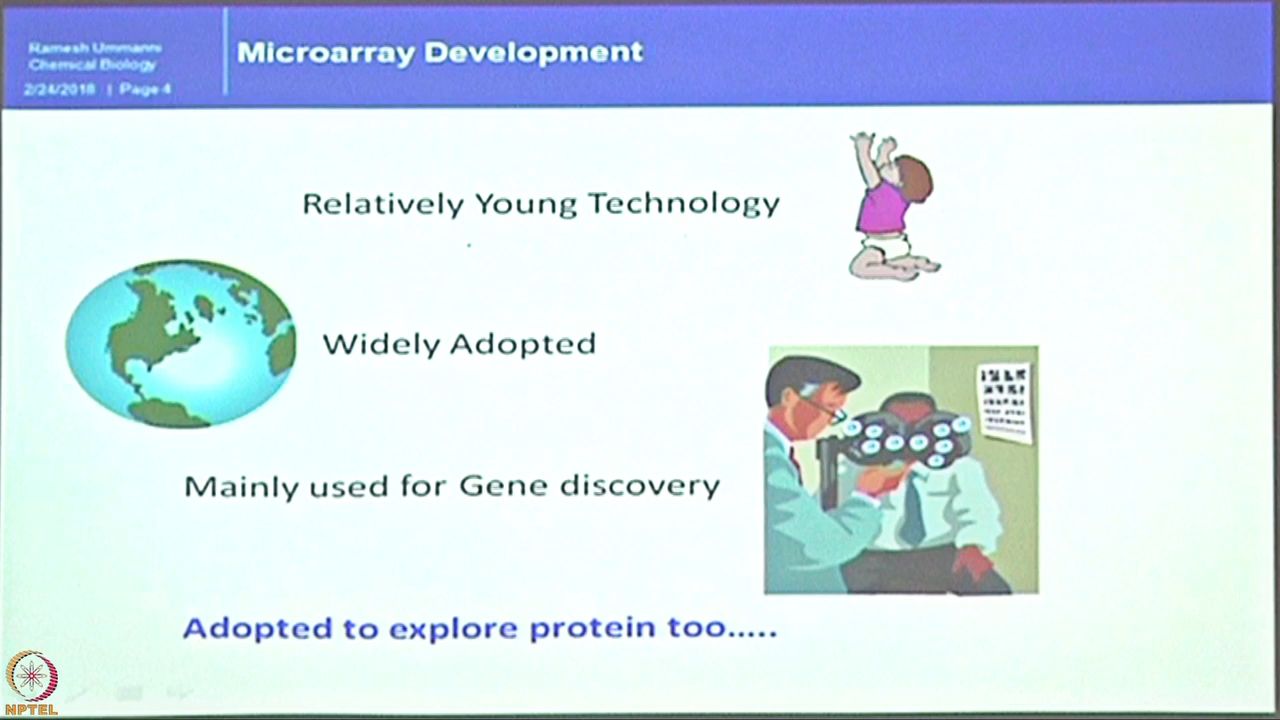 Ramesh Ummanni
Chemical Biology
2/24/2018 | Page 4
Microarray Development
Relatively Young Technology
Widely Adopted
Mainly used for Gene discovery
Adopted to explore protein too.....
NPTEL